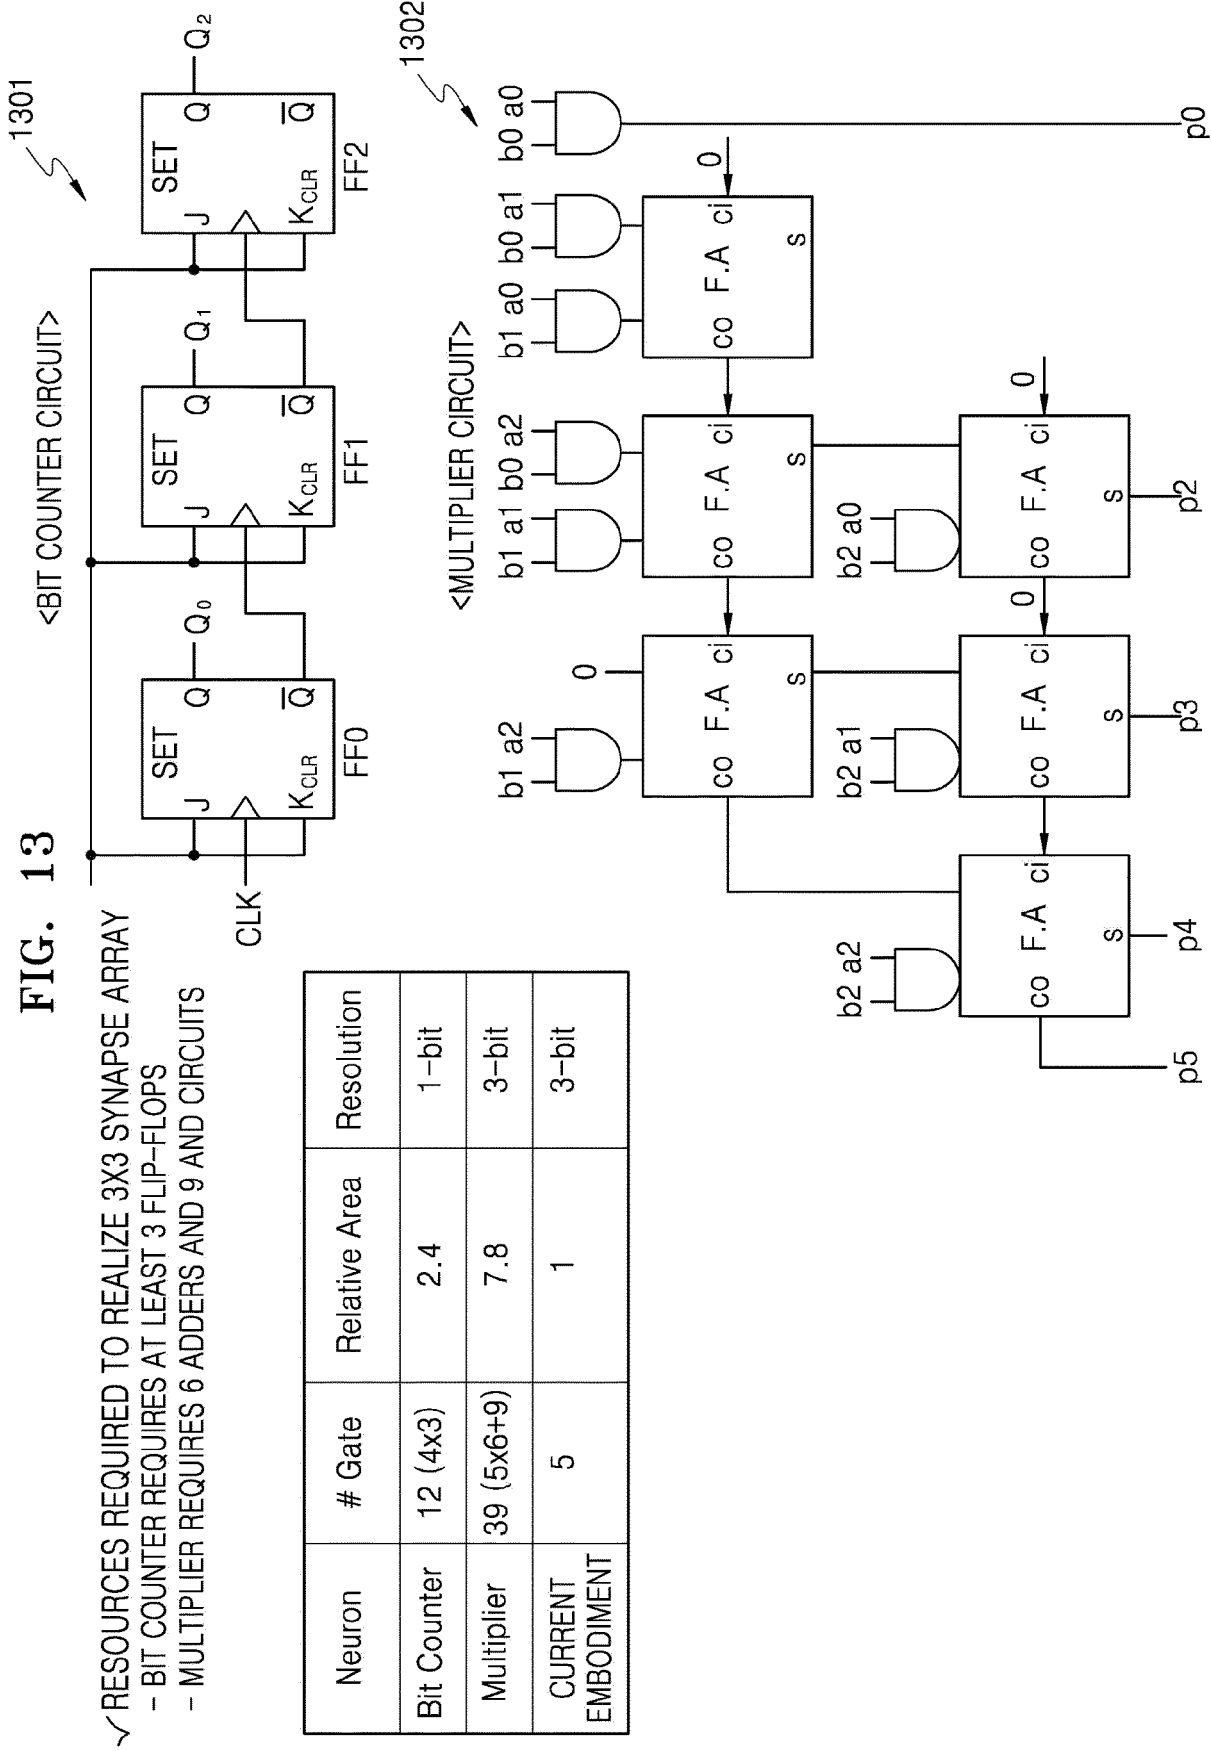 FIG. 13
✓ RESOURCES REQUIRED TO REALIZE 3X3 SYNAPSE ARRAY
- BIT COUNTER REQUIRES AT LEAST 3 FLIP-FLOPS
- MULTIPLIER REQUIRES 6 ADDERS AND 9 AND CIRCUITS
Neuron # Gate Relative Area Resolution
Bit Counter 12 (4x3) 2.4 1-bit
Multiplier 39 (5x6+9) 7.8 3-bit
CURRENT EMBODIMENT 5 1 3-bit
<BIT COUNTER CIRCUIT>
1301
Q0 Q1 Q2
SET SET SET
J Q J Q J Q
CLK
KCLR Q̅ KCLR Q̅ KCLR Q̅
FF0 FF1 FF2
<MULTIPLIER CIRCUIT>
1302
b1 a2 0 b1 a1 b0 a2 b1 a0 b0 a1 b0 a0
0
co F.A ci co F.A ci co F.A ci
s s s
b2 a2 b2 a1 b2 a0
0 0
co F.A ci co F.A ci co F.A ci
s s s
p5 p4 p3 p2 p0